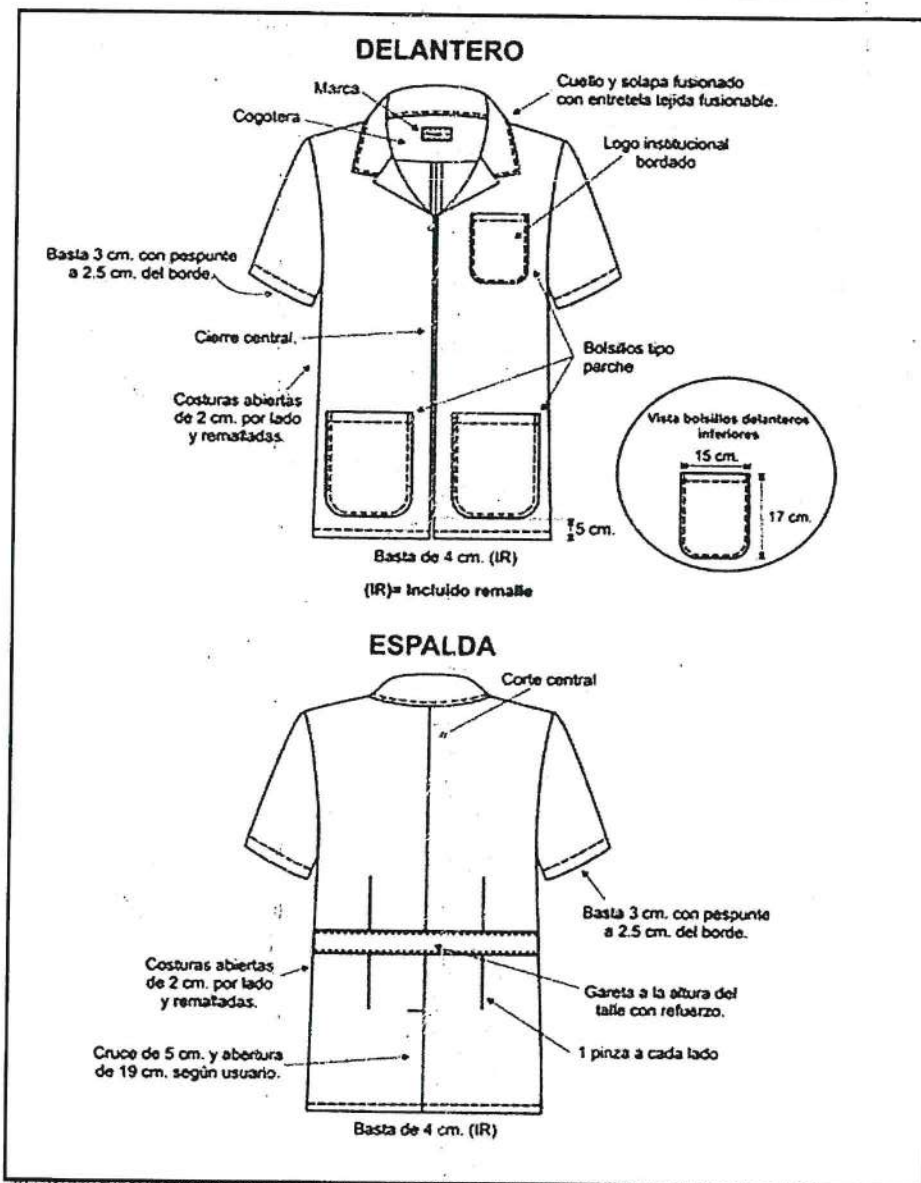 DELANTERO
Marca
Cogotera
Cuello y solapa fusionado
con entretela tejida fusionable.
Logo institucional
bordado
Basta 3 cm. con pespunte
a 2.5 cm. del borde.
Cierre central.
Bolsillos tipo
parche
Costuras abiertas
de 2 cm. por lado
y remalladas.
Vista bolsillos delanteros
inferiores
15 cm.
17 cm.
5 cm.
Basta de 4 cm. (IR)
(IR)= Incluido remalle
ESPALDA
Corte central
Basta 3 cm. con pespunte
a 2.5 cm. del borde.
Costuras abiertas
de 2 cm. por lado
y remalladas.
Gareta a la altura del
talle con refuerzo.
Cruce de 5 cm. y abertura
de 19 cm. según usuario.
1 pinza a cada lado
Basta de 4 cm. (IR)